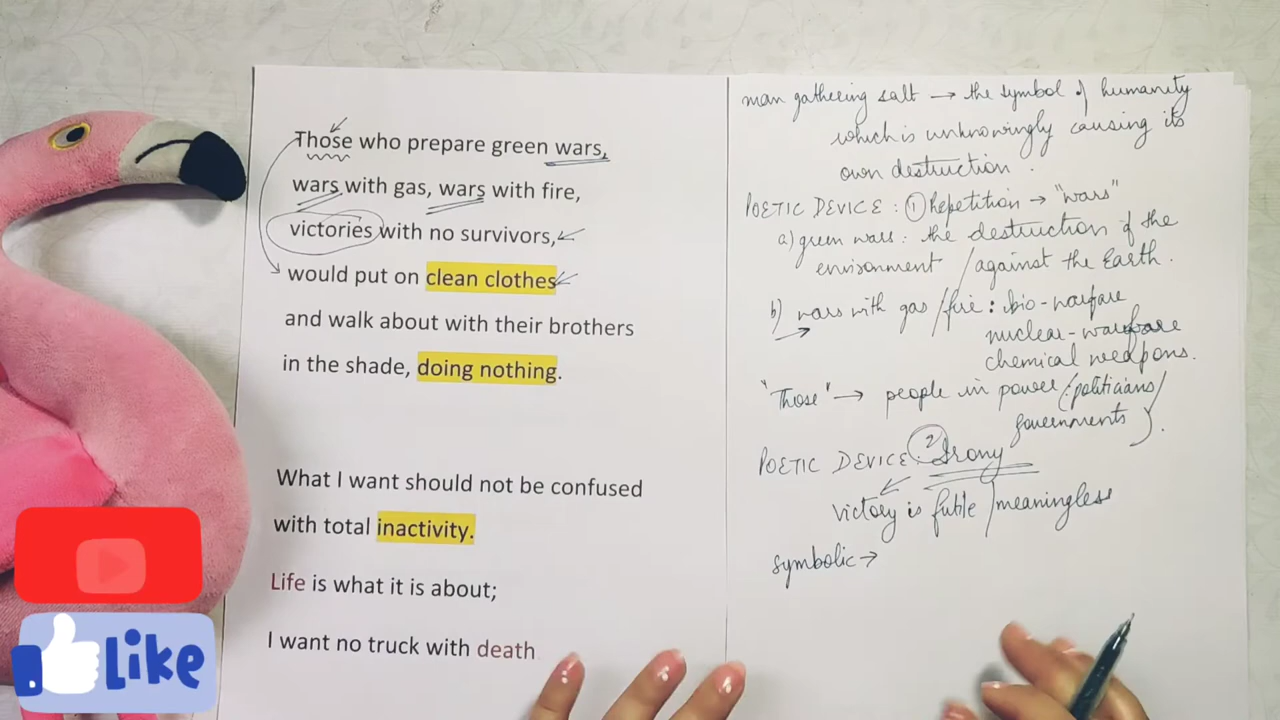 Those who prepare green wars,
wars with gas, wars with fire,
victories with no survivors,
would put on clean clothes
and walk about with their brothers
in the shade, doing nothing.
What I want should not be confused
with total inactivity.
Life is what it is about;
I want no truck with death
man gathering salt → the symbol of humanity
which is unknowingly causing its
own destruction.
POETIC DEVICE: ① Repetition → "wars"
a) green wars: the destruction of the
environment / against the Earth.
b) wars with gas/fire: bio-warfare
nuclear-warfare
chemical weapons.
"Those" → people in power (politicians/
governments).
POETIC DEVICE: ② Irony
victory is futile / meaningless
symbolic →
LIKE